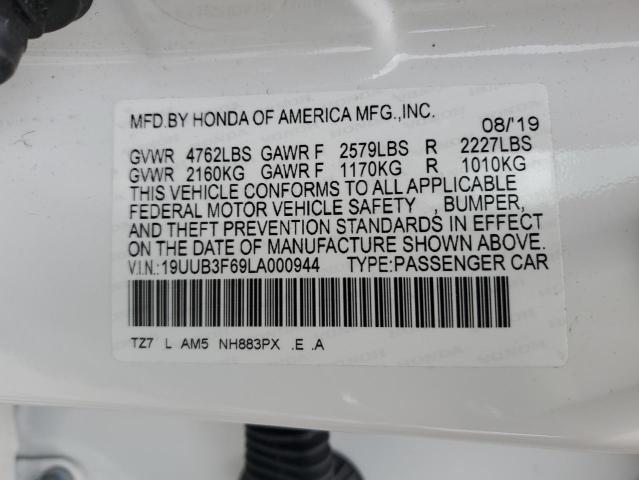 MFD.BY HONDA OF AMERICA MFG.,INC.
08/'19
GVWR 4762LBS GAWR F 2579LBS R 2227LBS
GVWR 2160KG GAWR F 1170KG R 1010KG
THIS VEHICLE CONFORMS TO ALL APPLICABLE
FEDERAL MOTOR VEHICLE SAFETY , BUMPER,
AND THEFT PREVENTION STANDARDS IN EFFECT
ON THE DATE OF MANUFACTURE SHOWN ABOVE.
V.I.N.:19UUB3F69LA000944 TYPE:PASSENGER CAR
TZ7 L AM5 NH883PX .E .A